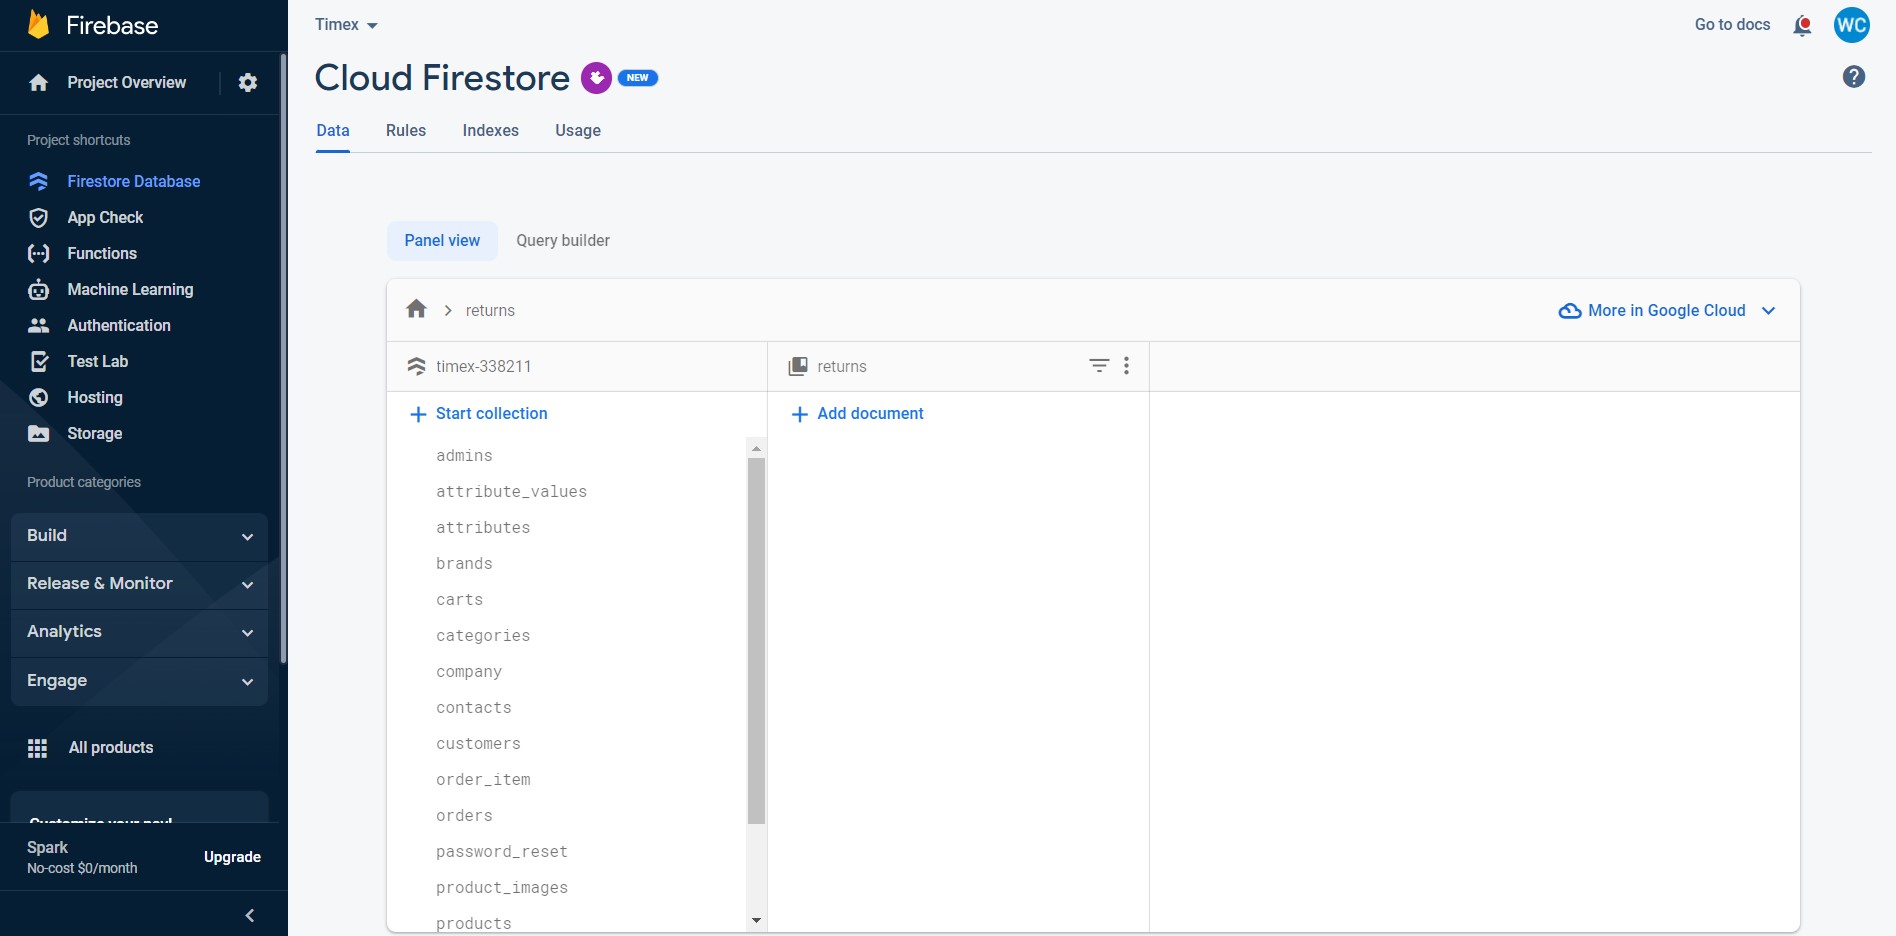 Firebase
Project Overview
Project shortcuts
Firestore Database
App Check
Functions
Machine Learning
Authentication
Test Lab
Hosting
Storage
Product categories
Build
Release & Monitor
Analytics
Engage
All products
Customize your nav!
Spark
No-cost $0/month
Upgrade
Timex
Go to docs
WC
Cloud Firestore
NEW
Data
Rules
Indexes
Usage
Panel view
Query builder
returns
More in Google Cloud
timex-338211
returns
Start collection
Add document
admins
attribute_values
attributes
brands
carts
categories
company
contacts
customers
order_item
orders
password_reset
product_images
products